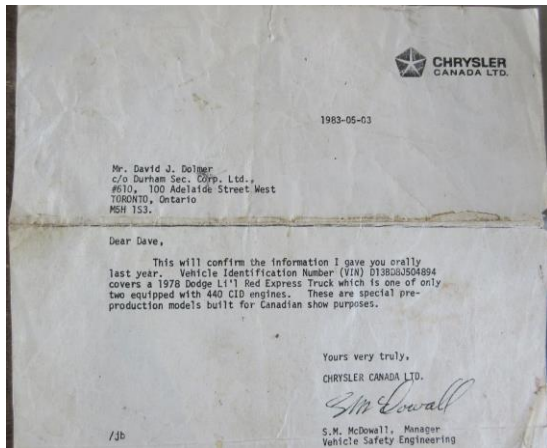 CHRYSLER
CANADA LTD.
1983-05-03
Mr. David J. Dolmer
c/o Durham Sec. Corp. Ltd.,
#610, 100 Adelaide Street West
TORONTO, Ontario
M5H 1S3.
Dear Dave,
This will confirm the information I gave you orally
last year. Vehicle Identification Number (VIN) D13BD8J504894
covers a 1978 Dodge Li'l Red Express Truck which is one of only
two equipped with 440 CID engines. These are special pre-
production models built for Canadian show purposes.
Yours very truly,
CHRYSLER CANADA LTD.
SM McDowall
S.M. McDowall, Manager
/jb Vehicle Safety Engineering